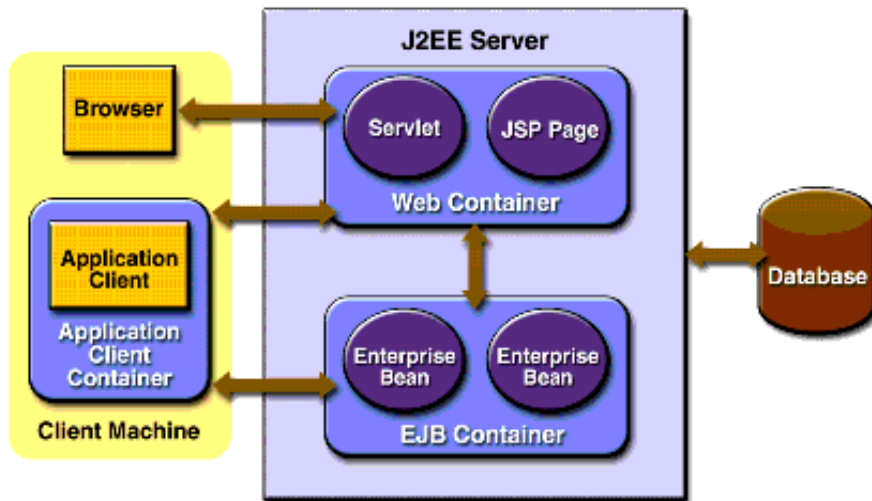 J2EE Server
Browser
Servlet
JSP Page
Web Container
Application
Client
Application
Client
Container
Client Machine
Enterprise
Bean
Enterprise
Bean
EJB Container
Database